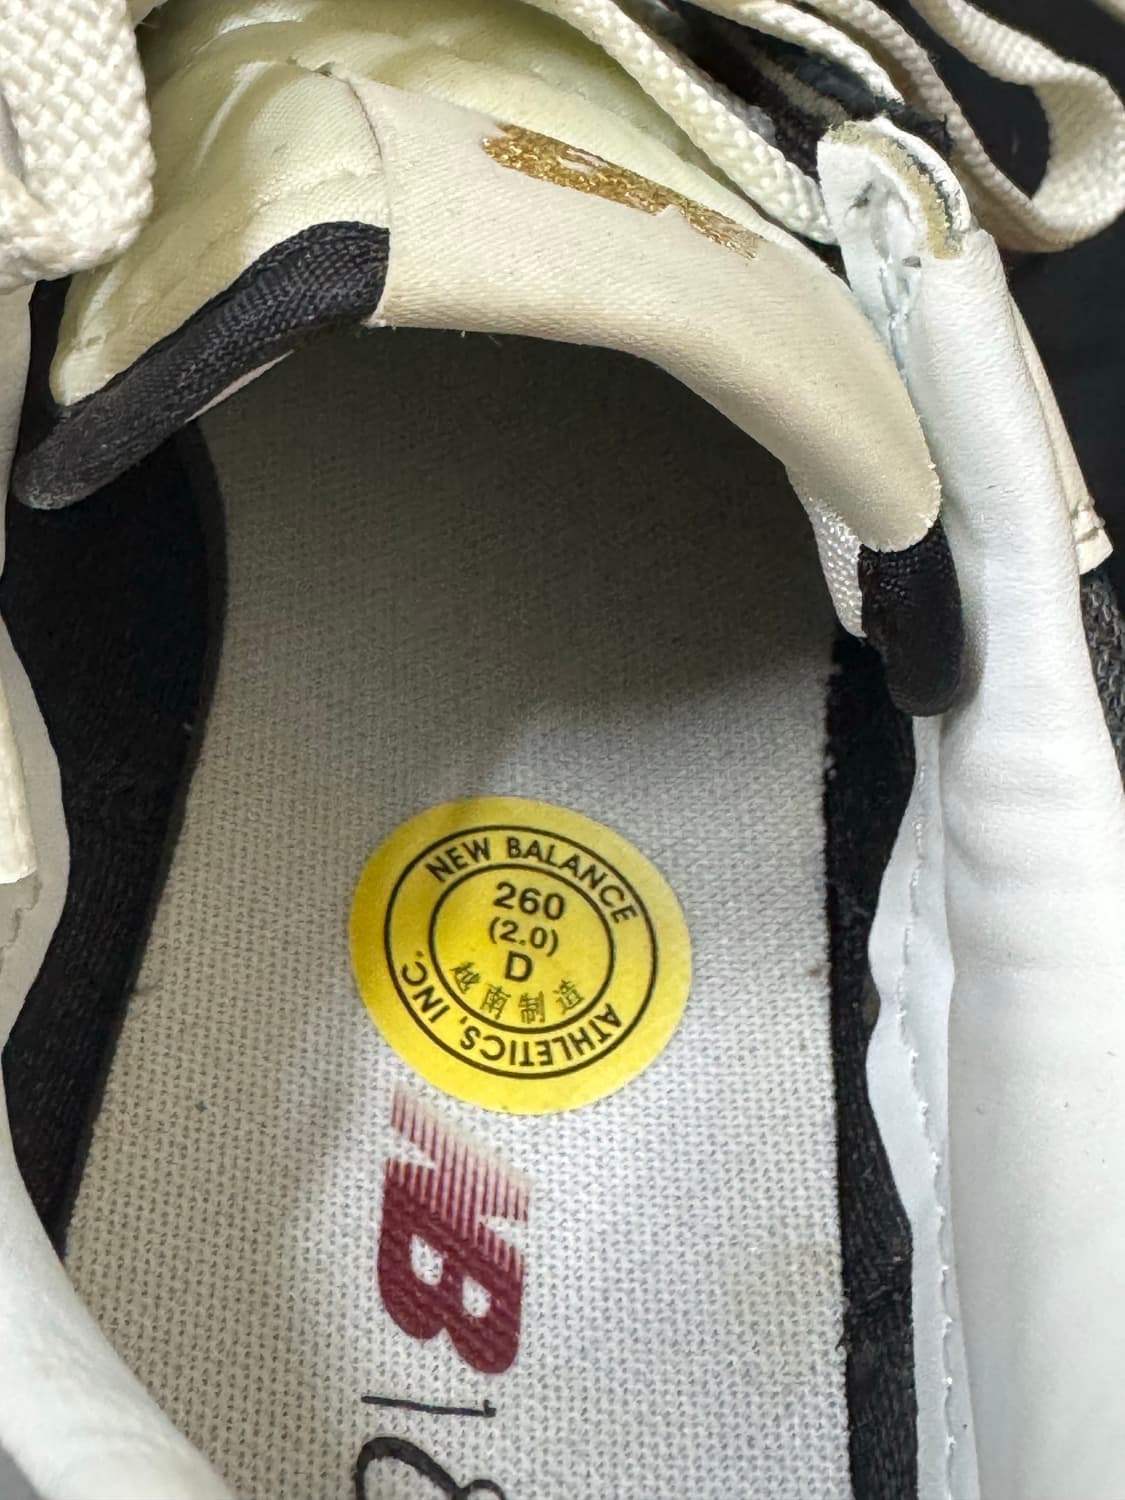 NEW BALANCE
260
(2.0)
D
越南制造
ATHLETICS, INC.
NB